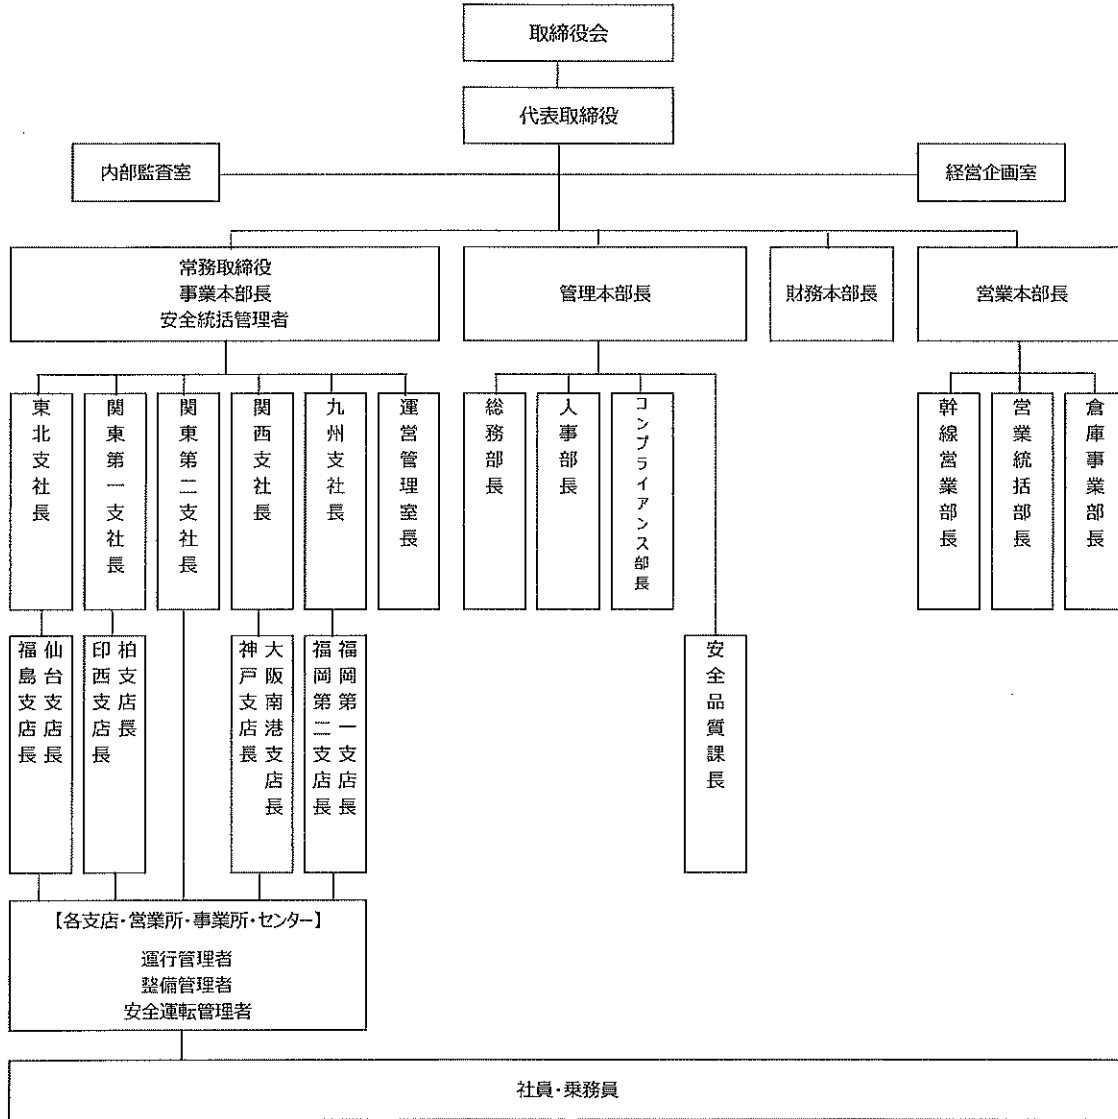 取締役会
代表取締役
内部監査室
経営企画室
常務取締役
事業本部長
安全統括管理者
管理本部長
財務本部長
営業本部長
東北支社長
関東第一支社長
関東第二支社長
関西支社長
九州支社長
運営管理室長
総務部長
人事部長
コンプライアンス部長
幹線営業部長
営業統括部長
倉庫事業部長
仙台支店長
福島支店長
柏支店長
印西支店長
大阪南港支店長
神戸支店長
福岡第一支店長
福岡第二支店長
安全品質課長
【各支店・営業所・事業所・センター】
運行管理者
整備管理者
安全運転管理者
社員・乗務員